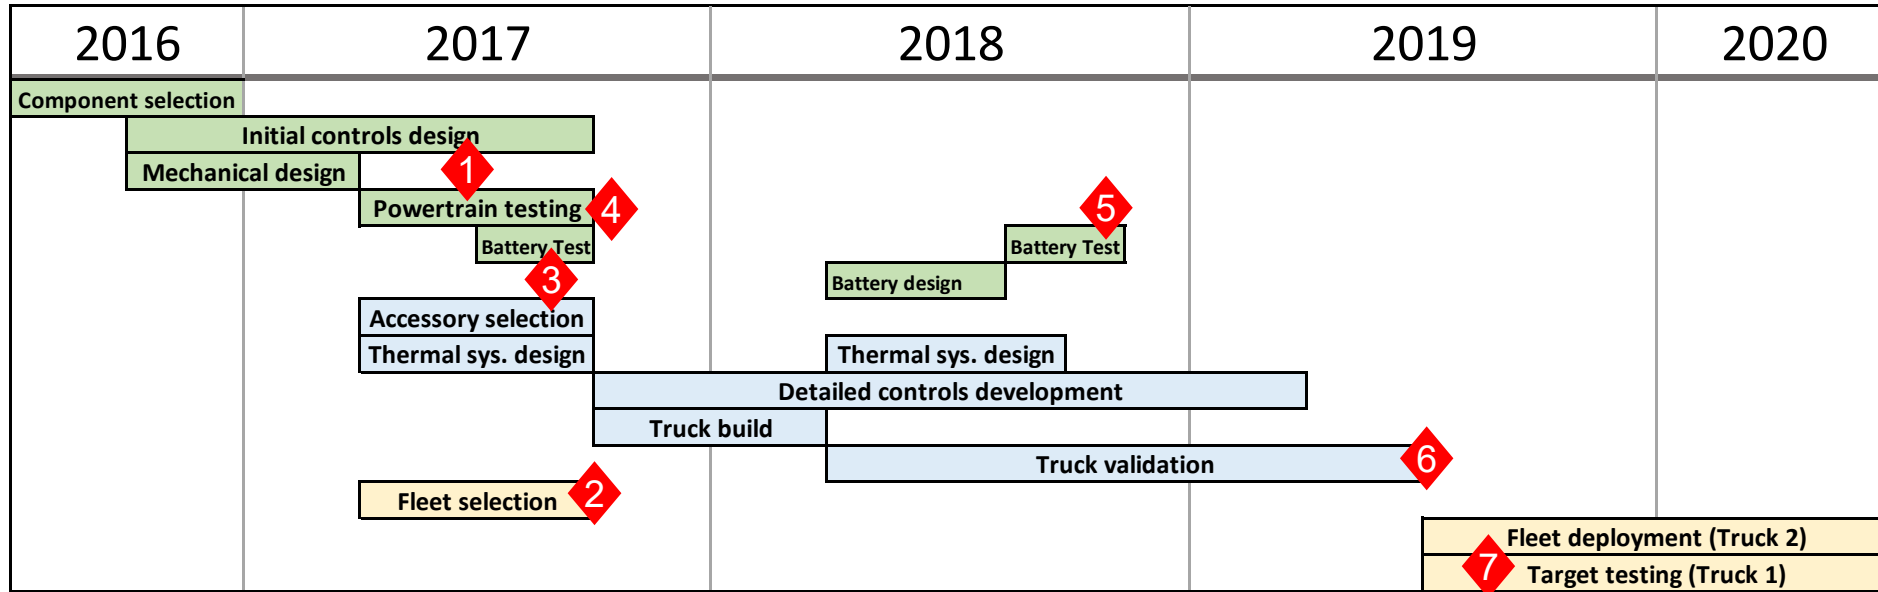 2016 2017 2018 2019 2020
Component selection
Initial controls design
Mechanical design 1
Powertrain testing 4 5
Battery Test Battery Test
3 Battery design
Accessory selection
Thermal sys. design Thermal sys. design
Detailed controls development
Truck build
Truck validation 6
Fleet selection 2
Fleet deployment (Truck 2)
7 Target testing (Truck 1)